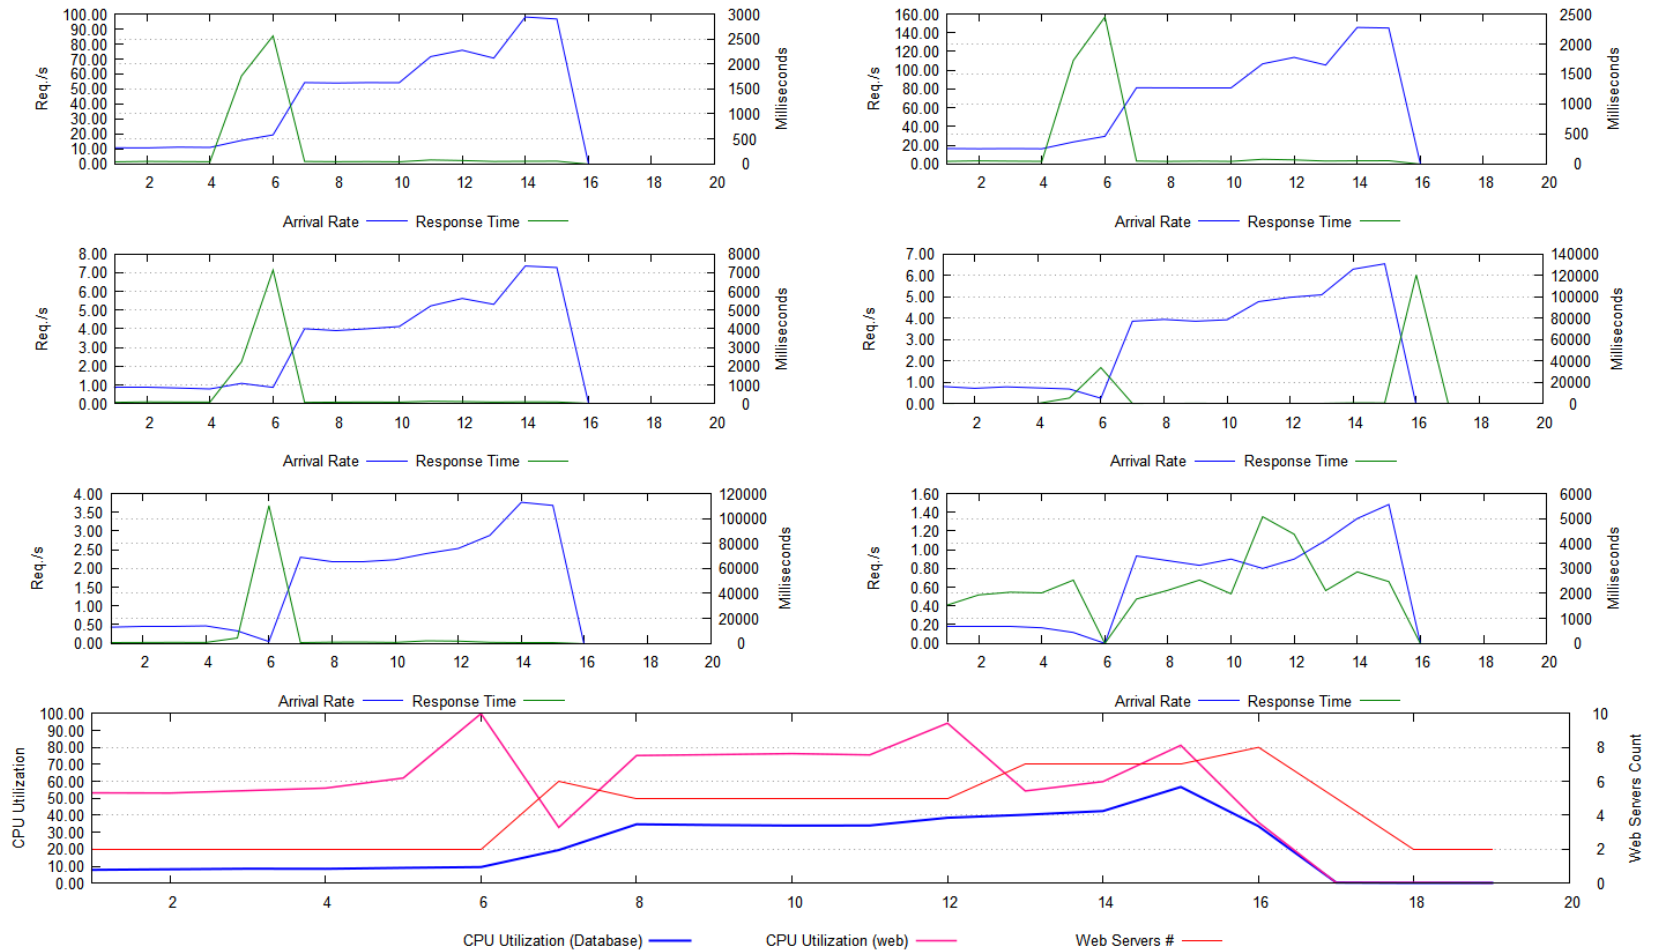 100.00 90.00 80.00 70.00 60.00 50.00 40.00 30.00 20.00 10.00 0.00
Req./s
3000 2500 2000 1500 1000 500 0
Milliseconds
2 4 6 8 10 12 14 16 18 20
Arrival Rate Response Time
160.00 140.00 120.00 100.00 80.00 60.00 40.00 20.00 0.00
Req./s
2500 2000 1500 1000 500 0
Milliseconds
2 4 6 8 10 12 14 16 18 20
Arrival Rate Response Time
8.00 7.00 6.00 5.00 4.00 3.00 2.00 1.00 0.00
Req./s
8000 7000 6000 5000 4000 3000 2000 1000 0
Milliseconds
2 4 6 8 10 12 14 16 18 20
Arrival Rate Response Time
7.00 6.00 5.00 4.00 3.00 2.00 1.00 0.00
Req./s
140000 120000 100000 80000 60000 40000 20000 0
Milliseconds
2 4 6 8 10 12 14 16 18 20
Arrival Rate Response Time
4.00 3.50 3.00 2.50 2.00 1.50 1.00 0.50 0.00
Req./s
120000 100000 80000 60000 40000 20000 0
Milliseconds
2 4 6 8 10 12 14 16 18 20
Arrival Rate Response Time
1.60 1.40 1.20 1.00 0.80 0.60 0.40 0.20 0.00
Req./s
6000 5000 4000 3000 2000 1000 0
Milliseconds
2 4 6 8 10 12 14 16 18 20
Arrival Rate Response Time
100.00 90.00 80.00 70.00 60.00 50.00 40.00 30.00 20.00 10.00 0.00
CPU Utilization
10 8 6 4 2 0
Web Servers Count
2 4 6 8 10 12 14 16 18 20
CPU Utilization (Database) CPU Utilization (web) Web Servers #